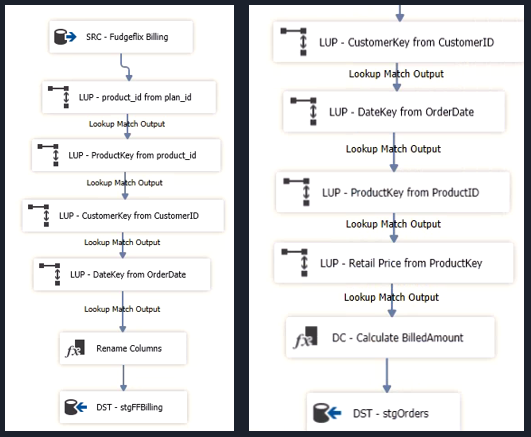 SRC - Fudgeflix Billing
LUP - product_id from plan_id
Lookup Match Output
LUP - ProductKey from product_id
Lookup Match Output
LUP - CustomerKey from CustomerID
Lookup Match Output
LUP - DateKey from OrderDate
Lookup Match Output
Rename Columns
DST - stgFFBilling
LUP - CustomerKey from CustomerID
Lookup Match Output
LUP - DateKey from OrderDate
Lookup Match Output
LUP - ProductKey from ProductID
Lookup Match Output
LUP - Retail Price from ProductKey
Lookup Match Output
DC - Calculate BilledAmount
DST - stgOrders